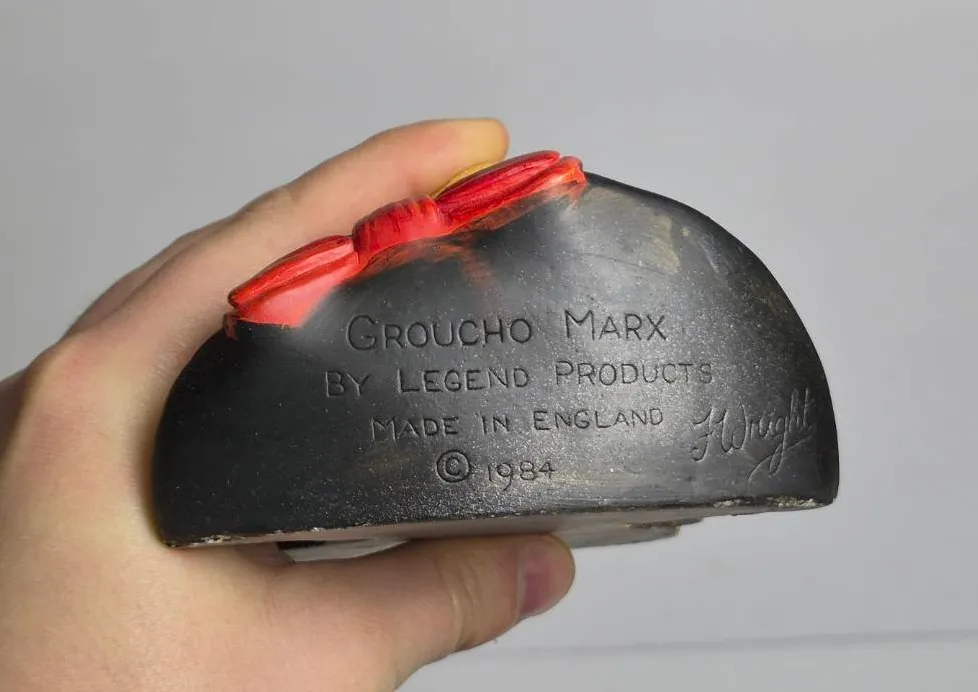 GROUCHO MARX
BY LEGEND PRODUCTS
MADE IN ENGLAND
© 1984
F Wright